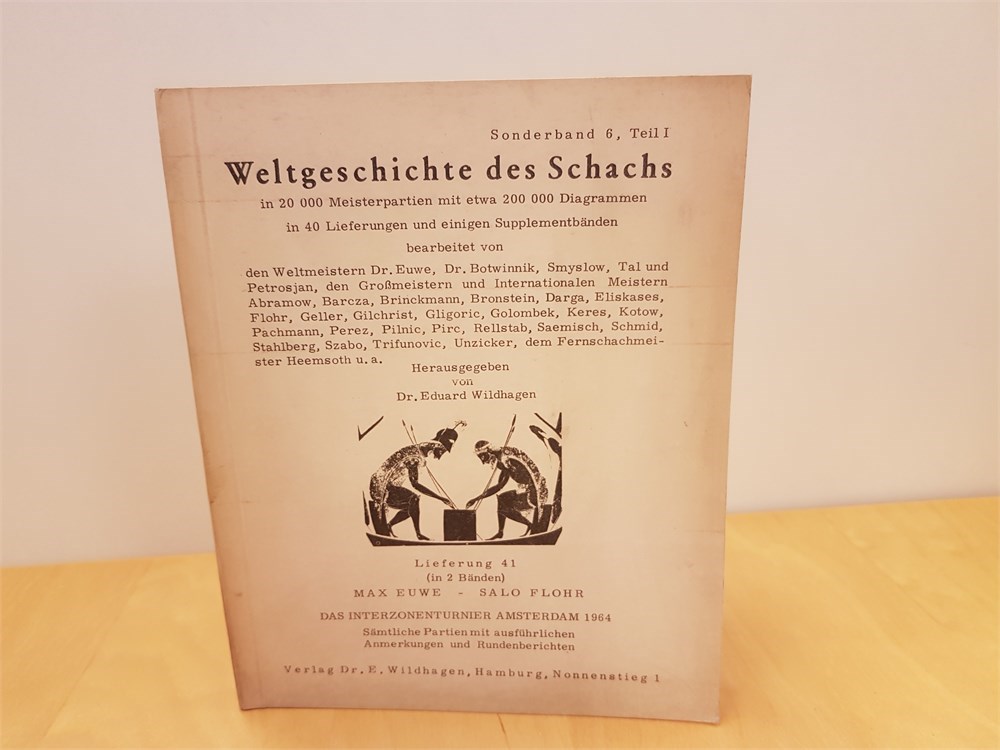 Sonderband 6, Teil I
Weltgeschichte des Schachs
in 20 000 Meisterpartien mit etwa 200 000 Diagrammen
in 40 Lieferungen und einigen Supplementbänden
bearbeitet von
den Weltmeistern Dr. Euwe, Dr. Botwinnik, Smyslow, Tal und
Petrosjan, den Großmeistern und Internationalen Meistern
Abramow, Barcza, Brinckmann, Bronstein, Darga, Eliskases,
Flohr, Geller, Gilchrist, Gligoric, Golombek, Keres, Kotow,
Pachmann, Perez, Pilnic, Pirc, Rellstab, Saemisch, Schmid,
Stahlberg, Szabo, Trifunovic, Unzicker, dem Fernschachmei-
ster Heemsoth u. a.
Herausgegeben
von
Dr. Eduard Wildhagen
Lieferung 41
(in 2 Bänden)
MAX EUWE - SALO FLOHR
DAS INTERZONENTURNIER AMSTERDAM 1964
Sämtliche Partien mit ausführlichen
Anmerkungen und Rundenberichten
Verlag Dr. E. Wildhagen, Hamburg, Nonnenstieg 1